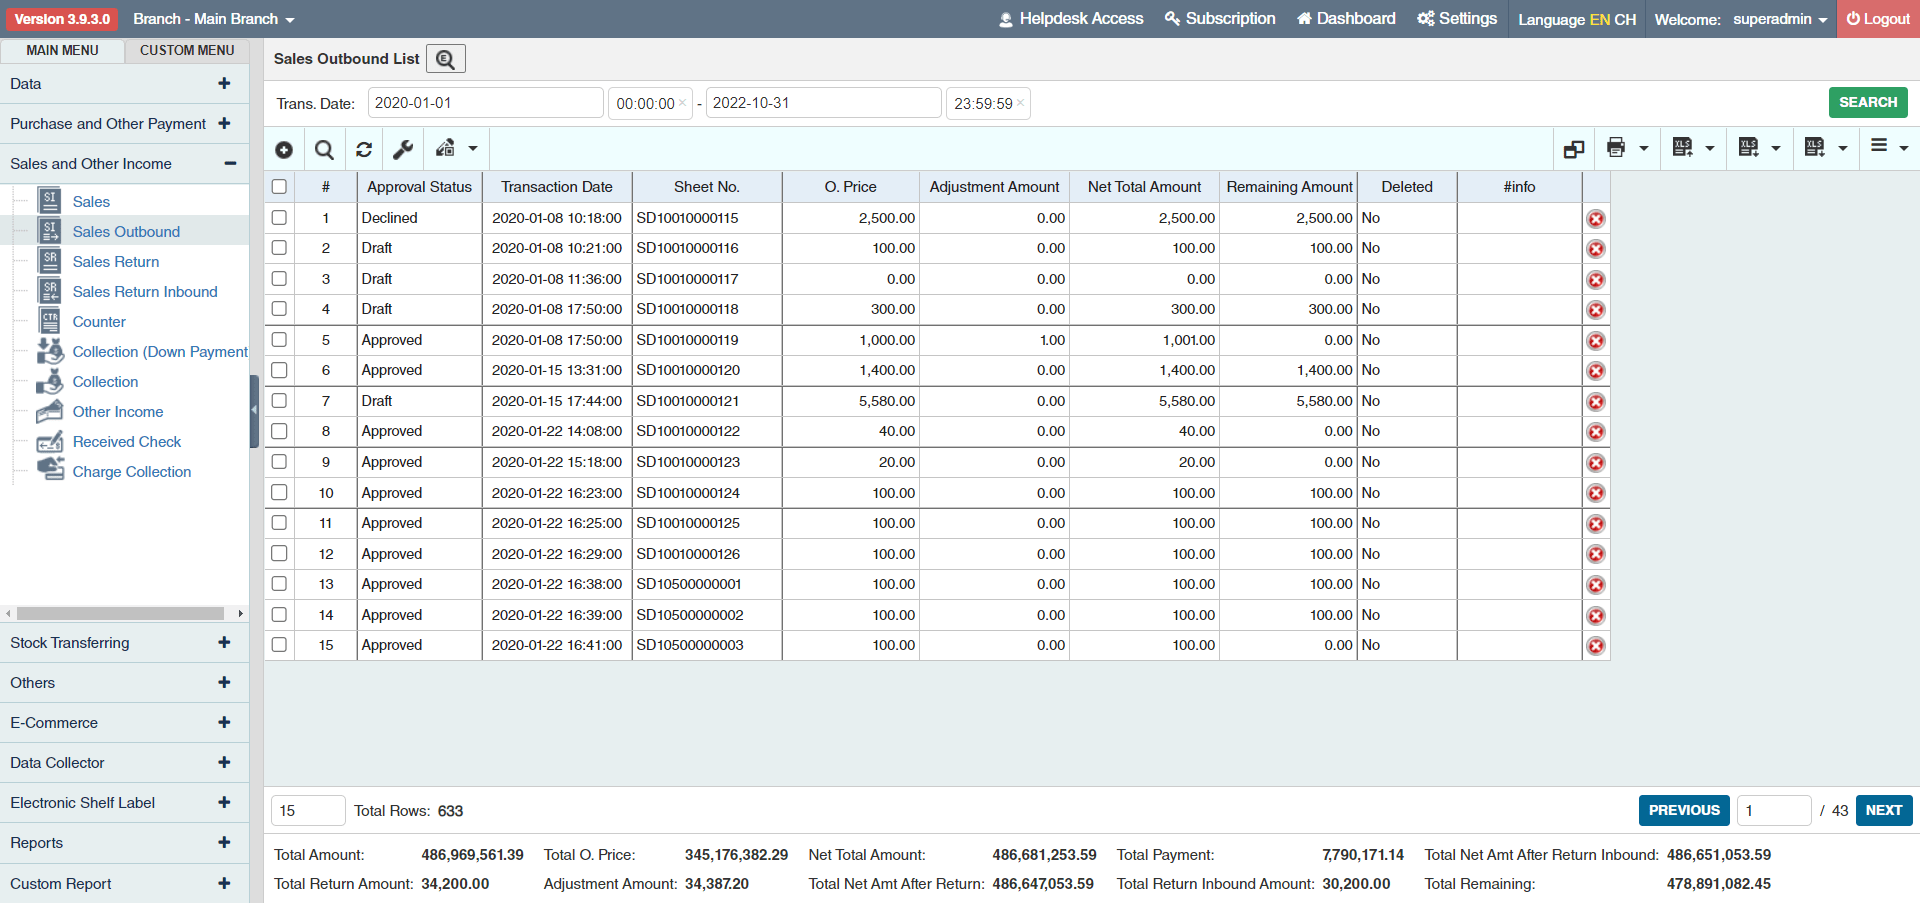 Version 3.9.3.0 Branch - Main Branch Helpdesk Access Subscription Dashboard Settings Language EN CH Welcome: superadmin Logout
MAIN MENU CUSTOM MENU
Data
Purchase and Other Payment
Sales and Other Income
Sales
Sales Outbound
Sales Return
Sales Return Inbound
Counter
Collection (Down Payment
Collection
Other Income
Received Check
Charge Collection
Stock Transferring
Others
E-Commerce
Data Collector
Electronic Shelf Label
Reports
Custom Report
Sales Outbound List
Trans. Date: 2020-01-01 00:00:00 × - 2022-10-31 23:59:59 × SEARCH
XLS XLS XLS
# Approval Status Transaction Date Sheet No. O. Price Adjustment Amount Net Total Amount Remaining Amount Deleted #info
1 Declined 2020-01-08 10:18:00 SD10010000115 2,500.00 0.00 2,500.00 2,500.00 No
2 Draft 2020-01-08 10:21:00 SD10010000116 100.00 0.00 100.00 100.00 No
3 Draft 2020-01-08 11:36:00 SD10010000117 0.00 0.00 0.00 0.00 No
4 Draft 2020-01-08 17:50:00 SD10010000118 300.00 0.00 300.00 300.00 No
5 Approved 2020-01-08 17:50:00 SD10010000119 1,000.00 1.00 1,001.00 0.00 No
6 Approved 2020-01-15 13:31:00 SD10010000120 1,400.00 0.00 1,400.00 1,400.00 No
7 Draft 2020-01-15 17:44:00 SD10010000121 5,580.00 0.00 5,580.00 5,580.00 No
8 Approved 2020-01-22 14:08:00 SD10010000122 40.00 0.00 40.00 0.00 No
9 Approved 2020-01-22 15:18:00 SD10010000123 20.00 0.00 20.00 0.00 No
10 Approved 2020-01-22 16:23:00 SD10010000124 100.00 0.00 100.00 100.00 No
11 Approved 2020-01-22 16:25:00 SD10010000125 100.00 0.00 100.00 100.00 No
12 Approved 2020-01-22 16:29:00 SD10010000126 100.00 0.00 100.00 100.00 No
13 Approved 2020-01-22 16:38:00 SD10500000001 100.00 0.00 100.00 100.00 No
14 Approved 2020-01-22 16:39:00 SD10500000002 100.00 0.00 100.00 100.00 No
15 Approved 2020-01-22 16:41:00 SD10500000003 100.00 0.00 100.00 0.00 No
15 Total Rows: 633 PREVIOUS 1 / 43 NEXT
Total Amount: 486,969,561.39 Total O. Price: 345,176,382.29 Net Total Amount: 486,681,253.59 Total Payment: 7,790,171.14 Total Net Amt After Return Inbound: 486,651,053.59
Total Return Amount: 34,200.00 Adjustment Amount: 34,387.20 Total Net Amt After Return: 486,647,053.59 Total Return Inbound Amount: 30,200.00 Total Remaining: 478,891,082.45